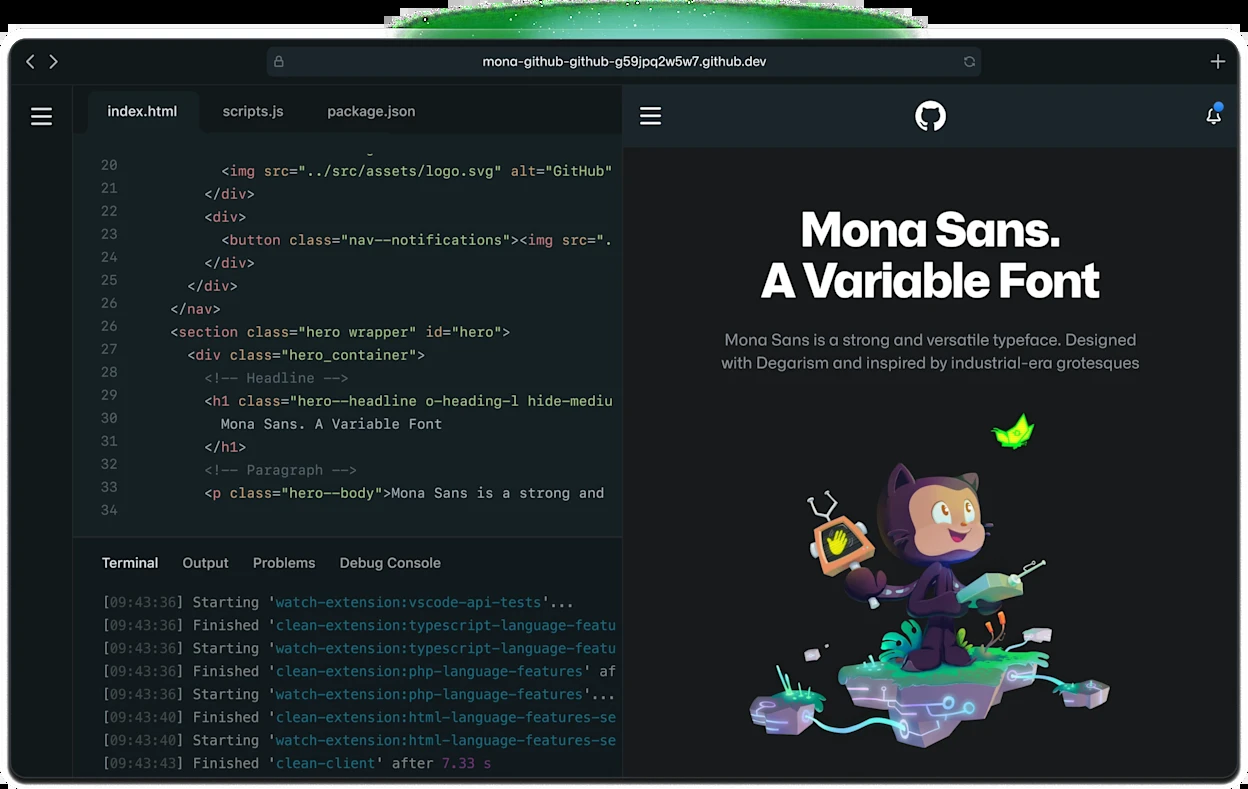 mona-github-github-g59jpq2w5w7.github.dev
index.html scripts.js package.json
20
21
22
23
24
25
26
26
27
28
29
30
31
32
33
34
<img src="../src/assets/logo.svg" alt="GitHub"
</div>
<div>
<button class="nav--notifications"><img src=".
</div>
</div>
</nav>
<section class="hero wrapper" id="hero">
<div class="hero_container">
<!-- Headline -->
<h1 class="hero--headline o-heading-l hide-mediu
Mona Sans. A Variable Font
</h1>
<!-- Paragraph -->
<p class="hero--body">Mona Sans is a strong and
Terminal Output Problems Debug Console
[09:43:36] Starting 'watch-extension:vscode-api-tests'...
[09:43:36] Finished 'clean-extension:typescript-language-featu
[09:43:36] Starting 'watch-extension:typescript-language-featu
[09:43:36] Finished 'clean-extension:php-language-features' af
[09:43:36] Starting 'watch-extension:php-language-features'...
[09:43:40] Finished 'clean-extension:html-language-features-se
[09:43:40] Starting 'watch-extension:html-language-features-se
[09:43:43] Finished 'clean-client' after 7.33 s
Mona Sans.
A Variable Font
Mona Sans is a strong and versatile typeface. Designed
with Degarism and inspired by industrial-era grotesques